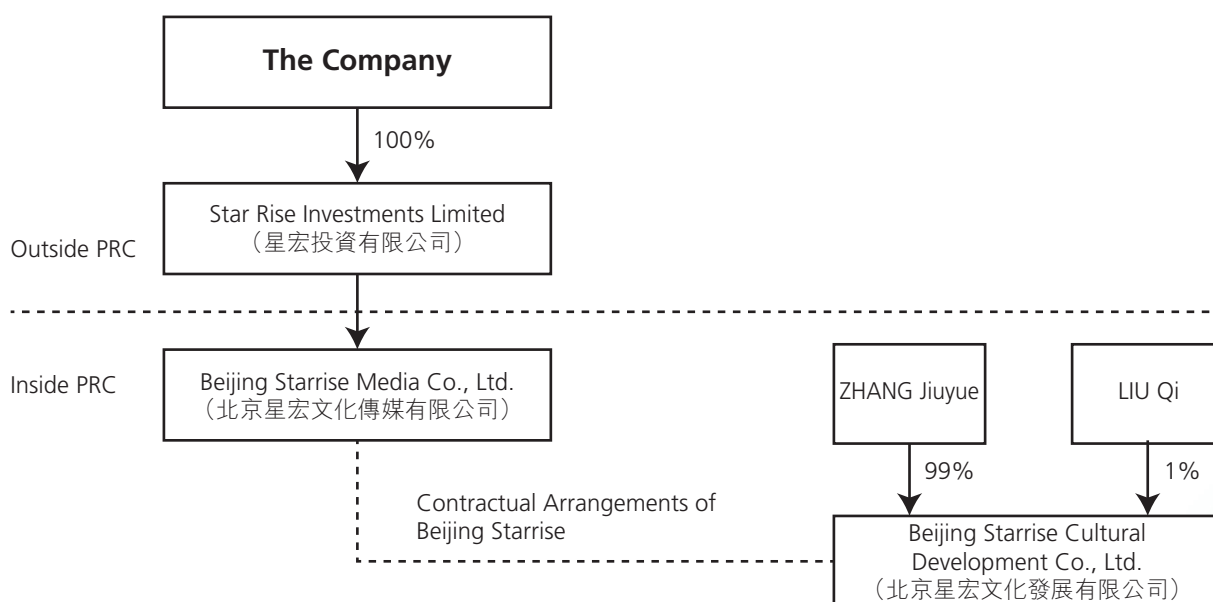 The Company
100%
Star Rise Investments Limited
（星宏投資有限公司）
Outside PRC
Inside PRC
Beijing Starrise Media Co., Ltd.
（北京星宏文化傳媒有限公司）
ZHANG Jiuyue
LIU Qi
99%
1%
Contractual Arrangements of
Beijing Starrise
Beijing Starrise Cultural
Development Co., Ltd.
（北京星宏文化發展有限公司）